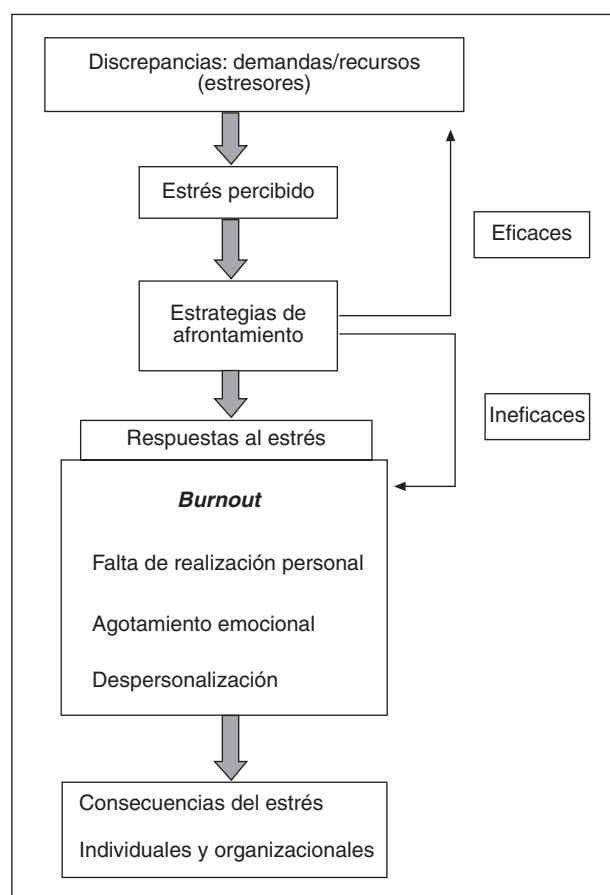 Discrepancias: demandas/recursos
(estresores)
Estrés percibido
Eficaces
Estrategias de
afrontamiento
Ineficaces
Respuestas al estrés
Burnout
Falta de realización personal
Agotamiento emocional
Despersonalización
Consecuencias del estrés
Individuales y organizacionales